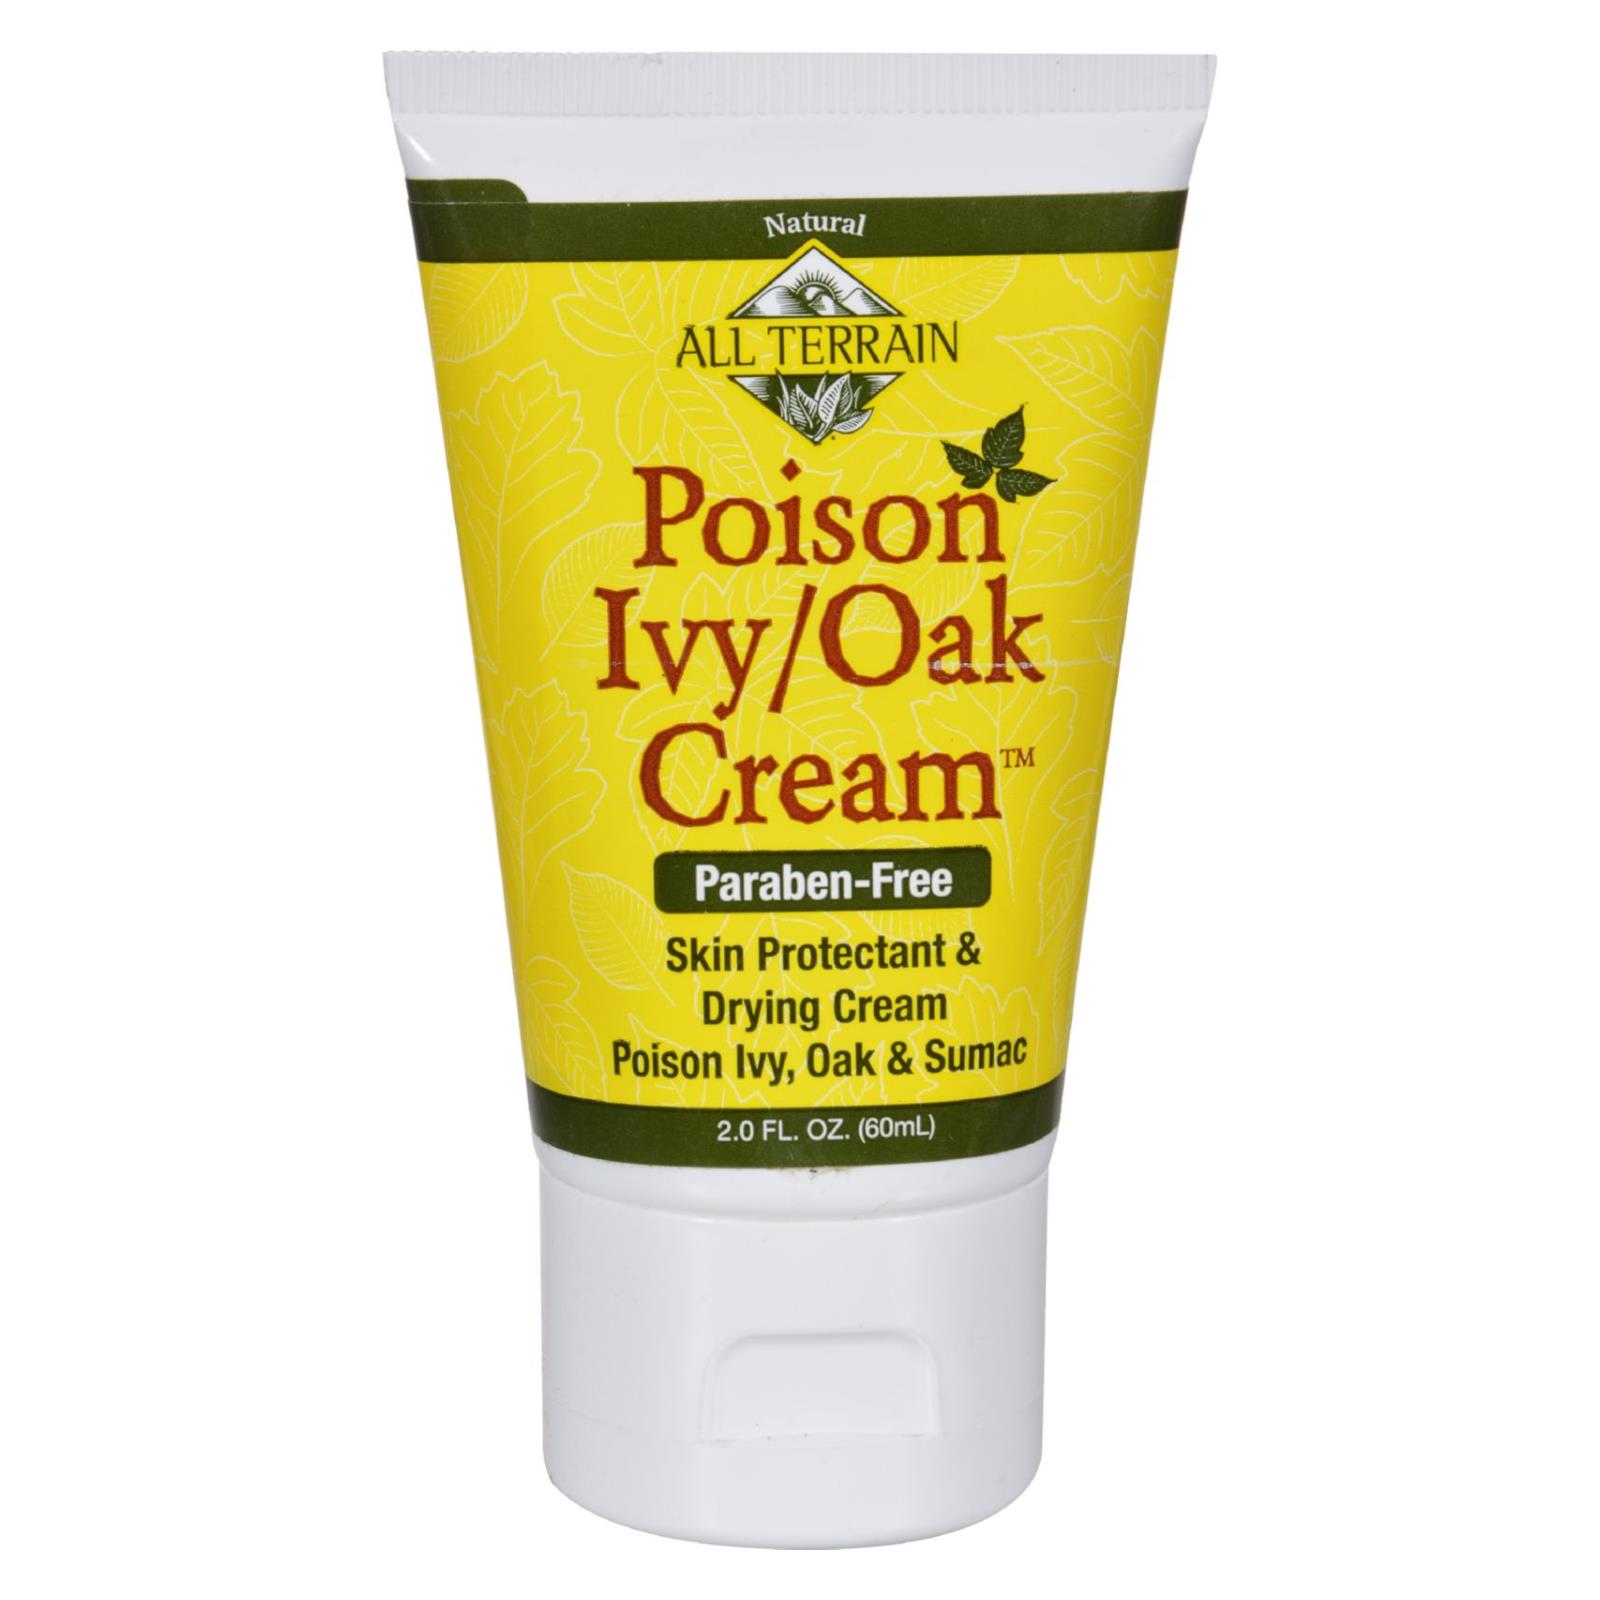 Natural
ALL TERRAIN
Poison
Ivy/Oak
Cream™
Paraben-Free
Skin Protectant &
Drying Cream
Poison Ivy, Oak & Sumac
2.0 FL. OZ. (60mL)